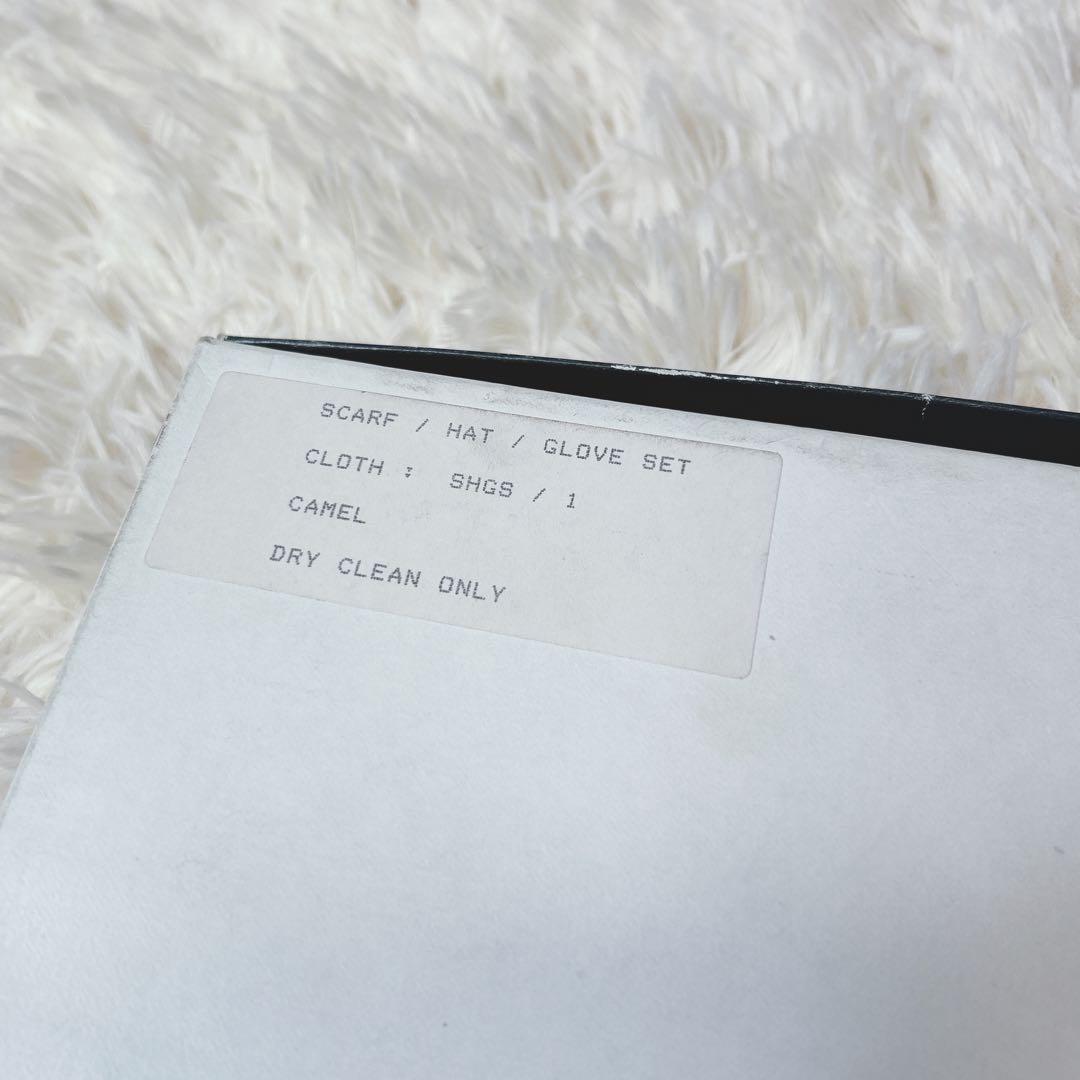 SCARF / HAT / GLOVE SET
CLOTH : SHGS / 1
CAMEL
DRY CLEAN ONLY